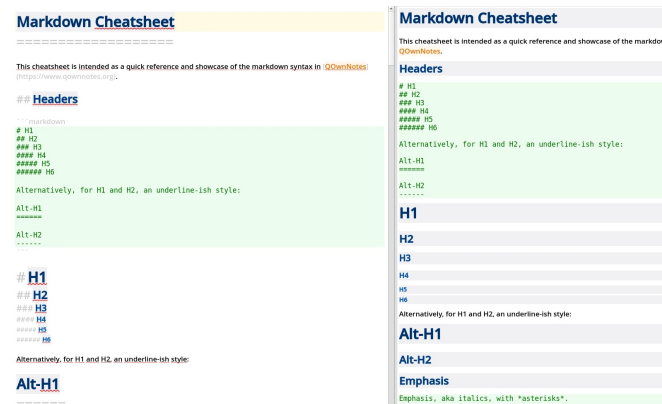 Markdown Cheatsheet
===================
This cheatsheet is intended as a quick reference and showcase of the markdown syntax in [QOwnNotes]
(https://www.qownnotes.org).
## Headers
```markdown
# H1
## H2
### H3
#### H4
##### H5
###### H6
Alternatively, for H1 and H2, an underline-ish style:
Alt-H1
======
Alt-H2
------
```
# H1
## H2
### H3
#### H4
##### H5
###### H6
Alternatively, for H1 and H2, an underline-ish style:
Alt-H1
======
Markdown Cheatsheet
This cheatsheet is intended as a quick reference and showcase of the
QOwnNotes.
Headers
# H1
## H2
### H3
#### H4
##### H5
###### H6
Alternatively, for H1 and H2, an underline-ish style:
Alt-H1
======
Alt-H2
------
H1
H2
H3
H4
H5
H6
Alternatively, for H1 and H2, an underline-ish style:
Alt-H1
Alt-H2
Emphasis
Emphasis, aka italics, with *asterisks*.